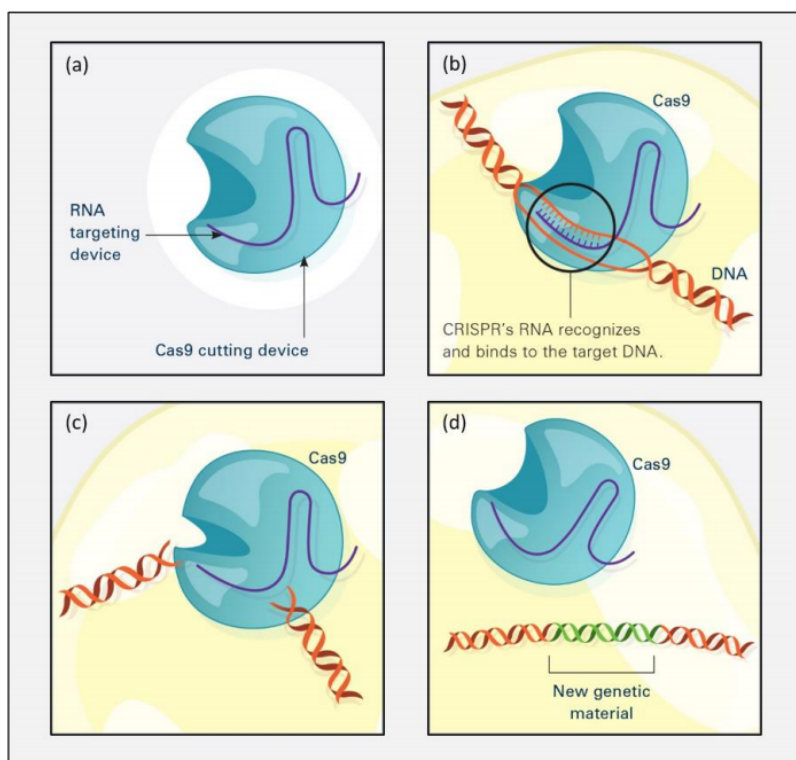 (a)
RNA
targeting
device
Cas9 cutting device
(b)
Cas9
DNA
CRISPR’s RNA recognizes
and binds to the target DNA.
(c)
Cas9
(d)
Cas9
New genetic
material